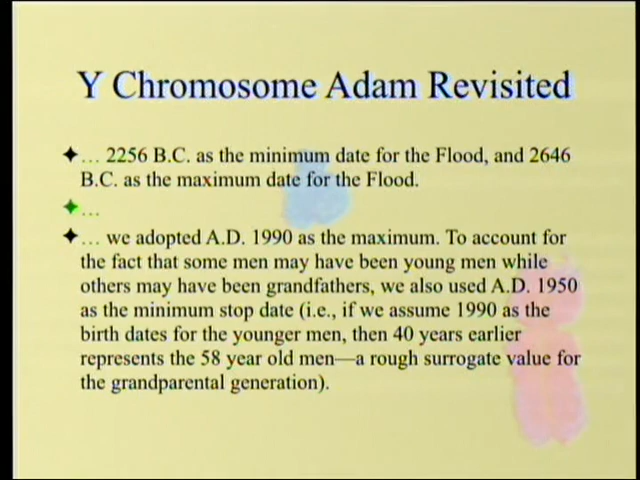 Y Chromosome Adam Revisited
… 2256 B.C. as the minimum date for the Flood, and 2646
B.C. as the maximum date for the Flood.
…
… we adopted A.D. 1990 as the maximum. To account for
the fact that some men may have been young men while
others may have been grandfathers, we also used A.D. 1950
as the minimum stop date (i.e., if we assume 1990 as the
birth dates for the younger men, then 40 years earlier
represents the 58 year old men—a rough surrogate value for
the grandparental generation).